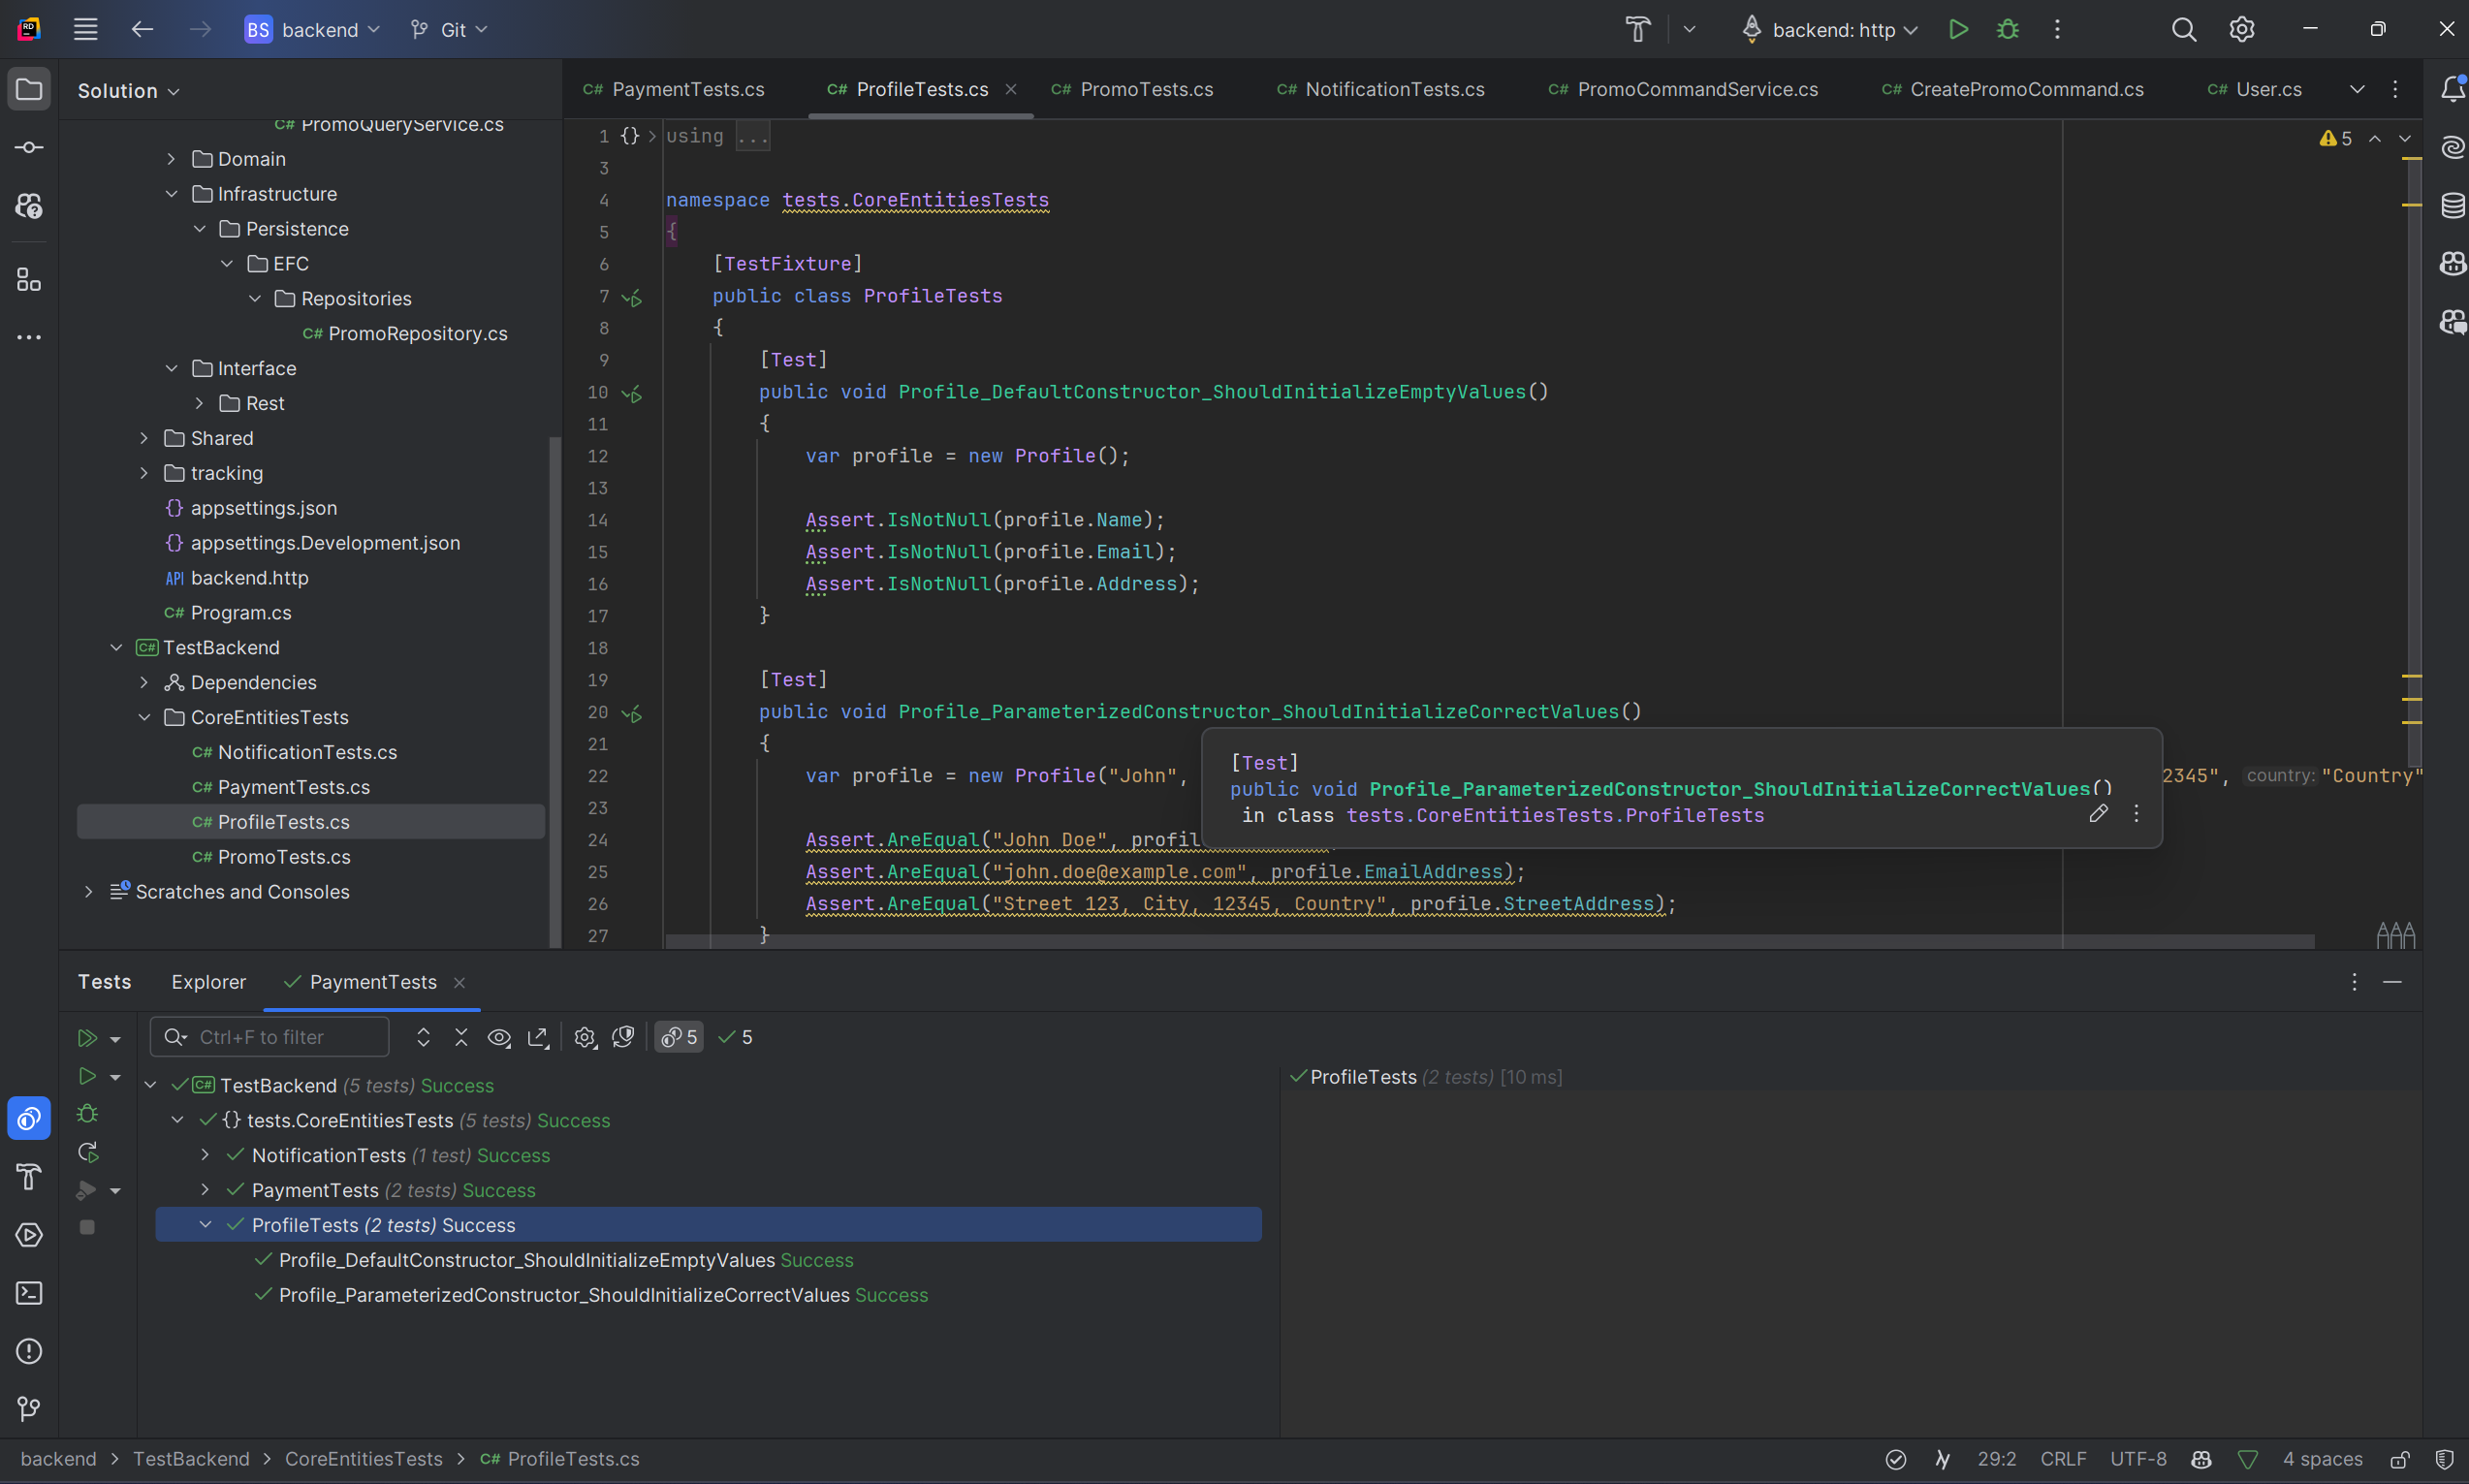 BS backend Git backend: http
Solution
C# PaymentTests.cs C# ProfileTests.cs C# PromoTests.cs C# NotificationTests.cs C# PromoCommandService.cs C# CreatePromoCommand.cs C# User.cs
C# PromoQueryService.cs
Domain
Infrastructure
Persistence
EFC
Repositories
C# PromoRepository.cs
Interface
Rest
Shared
tracking
{} appsettings.json
{} appsettings.Development.json
API backend.http
C# Program.cs
C# TestBackend
Dependencies
CoreEntitiesTests
C# NotificationTests.cs
C# PaymentTests.cs
C# ProfileTests.cs
C# PromoTests.cs
Scratches and Consoles
1 {} using ...
5
3
4 namespace tests.CoreEntitiesTests
5 {
6 [TestFixture]
7 public class ProfileTests
8 {
9 [Test]
10 public void Profile_DefaultConstructor_ShouldInitializeEmptyValues()
11 {
12 var profile = new Profile();
13
14 Assert.IsNotNull(profile.Name);
15 Assert.IsNotNull(profile.Email);
16 Assert.IsNotNull(profile.Address);
17 }
18
19 [Test]
20 public void Profile_ParameterizedConstructor_ShouldInitializeCorrectValues()
21 {
22 var profile = new Profile("John", 2345", country: "Country"
23
24 Assert.AreEqual("John Doe", profil
25 Assert.AreEqual("john.doe@example.com", profile.EmailAddress);
26 Assert.AreEqual("Street 123, City, 12345, Country", profile.StreetAddress);
27 }
[Test]
public void Profile_ParameterizedConstructor_ShouldInitializeCorrectValues()
in class tests.CoreEntitiesTests.ProfileTests
Tests Explorer PaymentTests
Ctrl+F to filter 5 5
C# TestBackend (5 tests) Success
{} tests.CoreEntitiesTests (5 tests) Success
NotificationTests (1 test) Success
PaymentTests (2 tests) Success
ProfileTests (2 tests) Success
Profile_DefaultConstructor_ShouldInitializeEmptyValues Success
Profile_ParameterizedConstructor_ShouldInitializeCorrectValues Success
ProfileTests (2 tests) [10 ms]
backend > TestBackend > CoreEntitiesTests > C# ProfileTests.cs 29:2 CRLF UTF-8 4 spaces